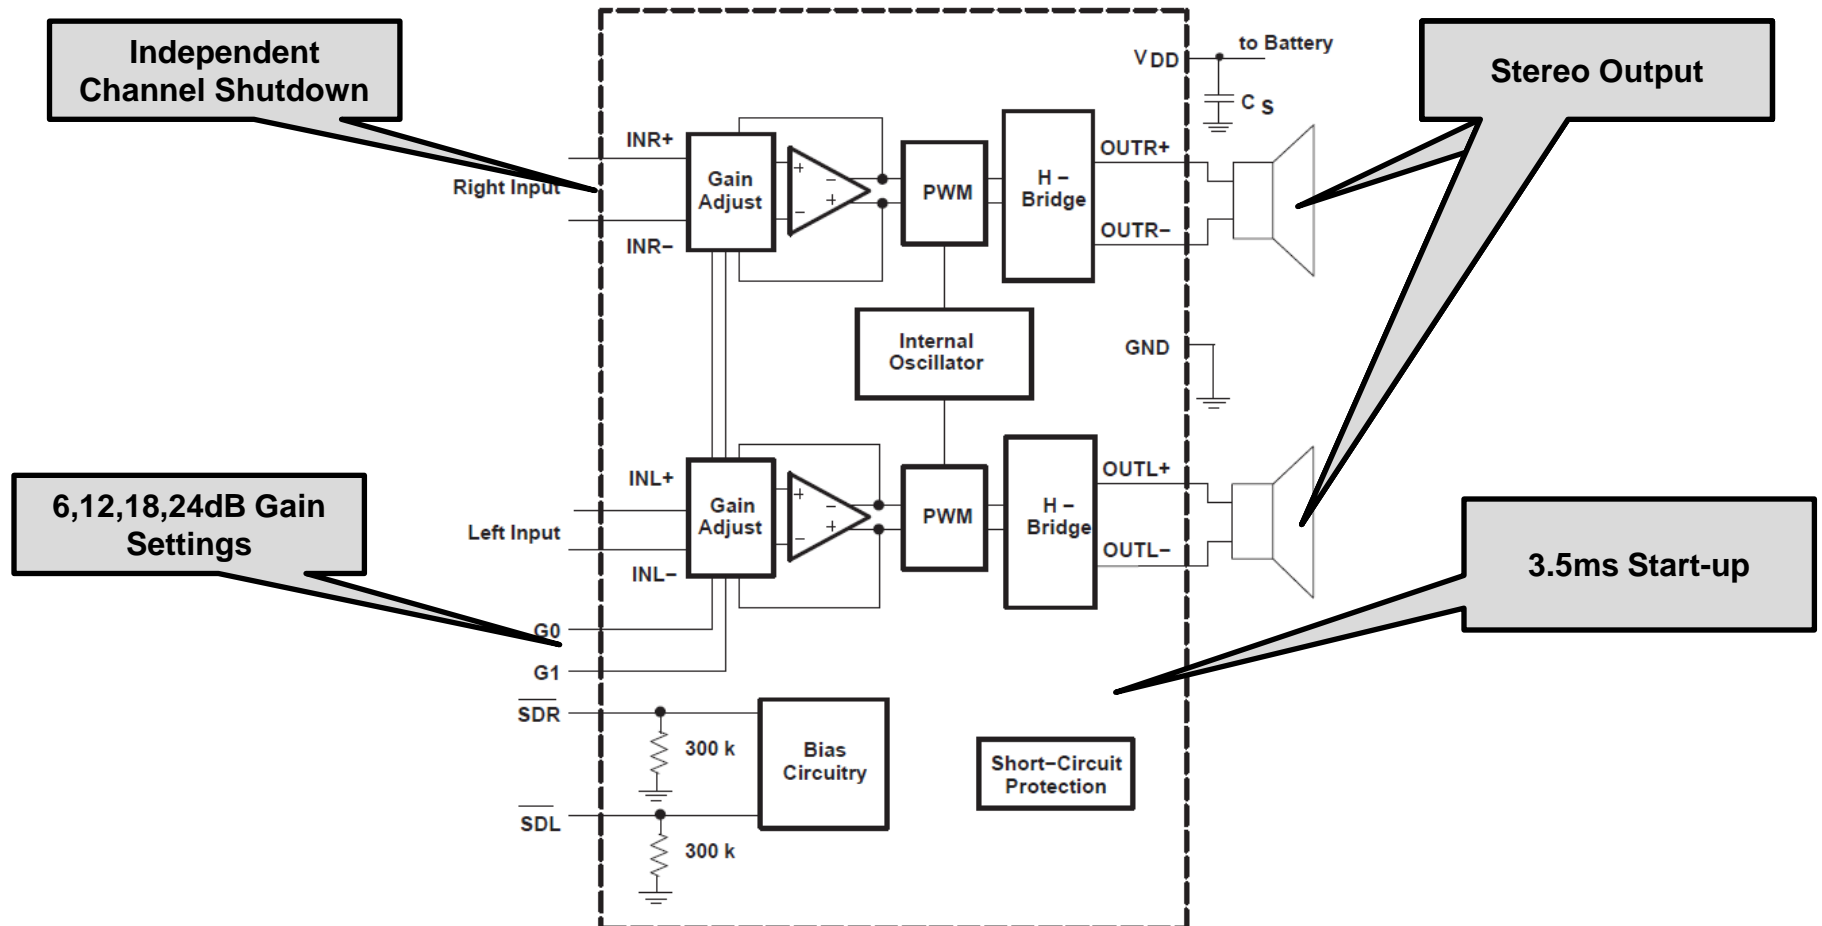 Independent
Channel Shutdown
to Battery
VDD
CS
Stereo Output
INR+
Right Input
INR−
Gain
Adjust
+
−
−
+
PWM
H −
Bridge
OUTR+
OUTR−
Internal
Oscillator
GND
6,12,18,24dB Gain
Settings
INL+
Left Input
INL−
Gain
Adjust
+
−
−
+
PWM
H −
Bridge
OUTL+
OUTL−
3.5ms Start-up
G0
G1
SDR
300 k
SDL
300 k
Bias
Circuitry
Short−Circuit
Protection